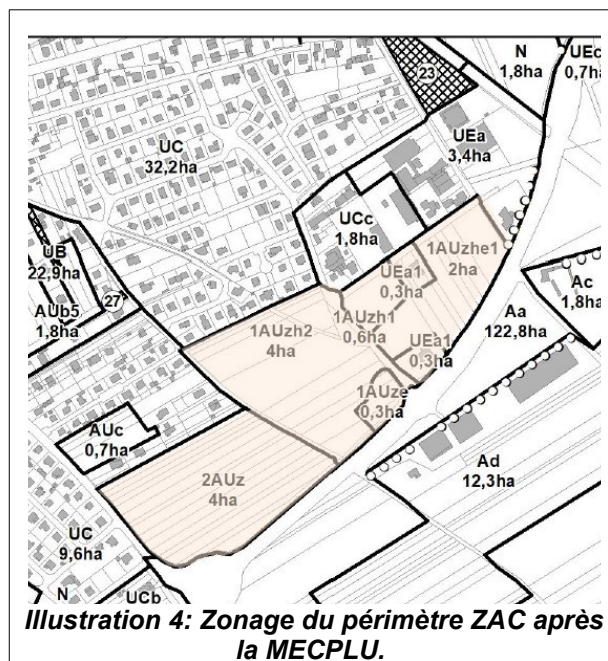 N
1,8ha
UEc
0,7ha
23
UEa
3,4ha
UC
32,2ha
UCc
1,8ha
1AUzhe1
2ha
UB
22,9ha
AUb5
1,8ha
27
UEa1
0,3ha
1AUzh1
0,6ha
Ac
1,8ha
Aa
122,8ha
1AUzh2
4ha
UEa1
0,3ha
1AUze
0,3ha
AUc
0,7ha
2AUz
4ha
Ad
12,3ha
UC
9,6ha
N
UCb
Illustration 4: Zonage du périmètre ZAC après
la MECPLU.